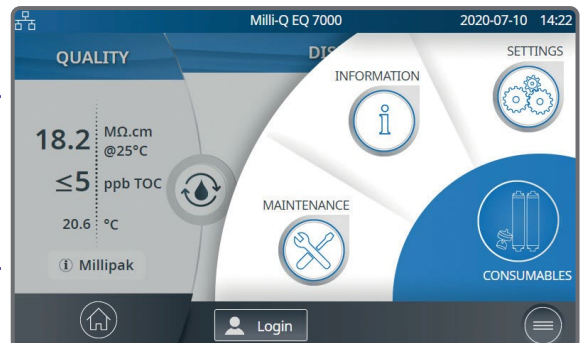 Milli-Q EQ 7000
2020-07-10 14:22
QUALITY
DIS
SETTINGS
INFORMATION
18.2 MΩ.cm
@25°C
≤5 ppb TOC
MAINTENANCE
20.6 °C
i Millipak
CONSUMABLES
Login